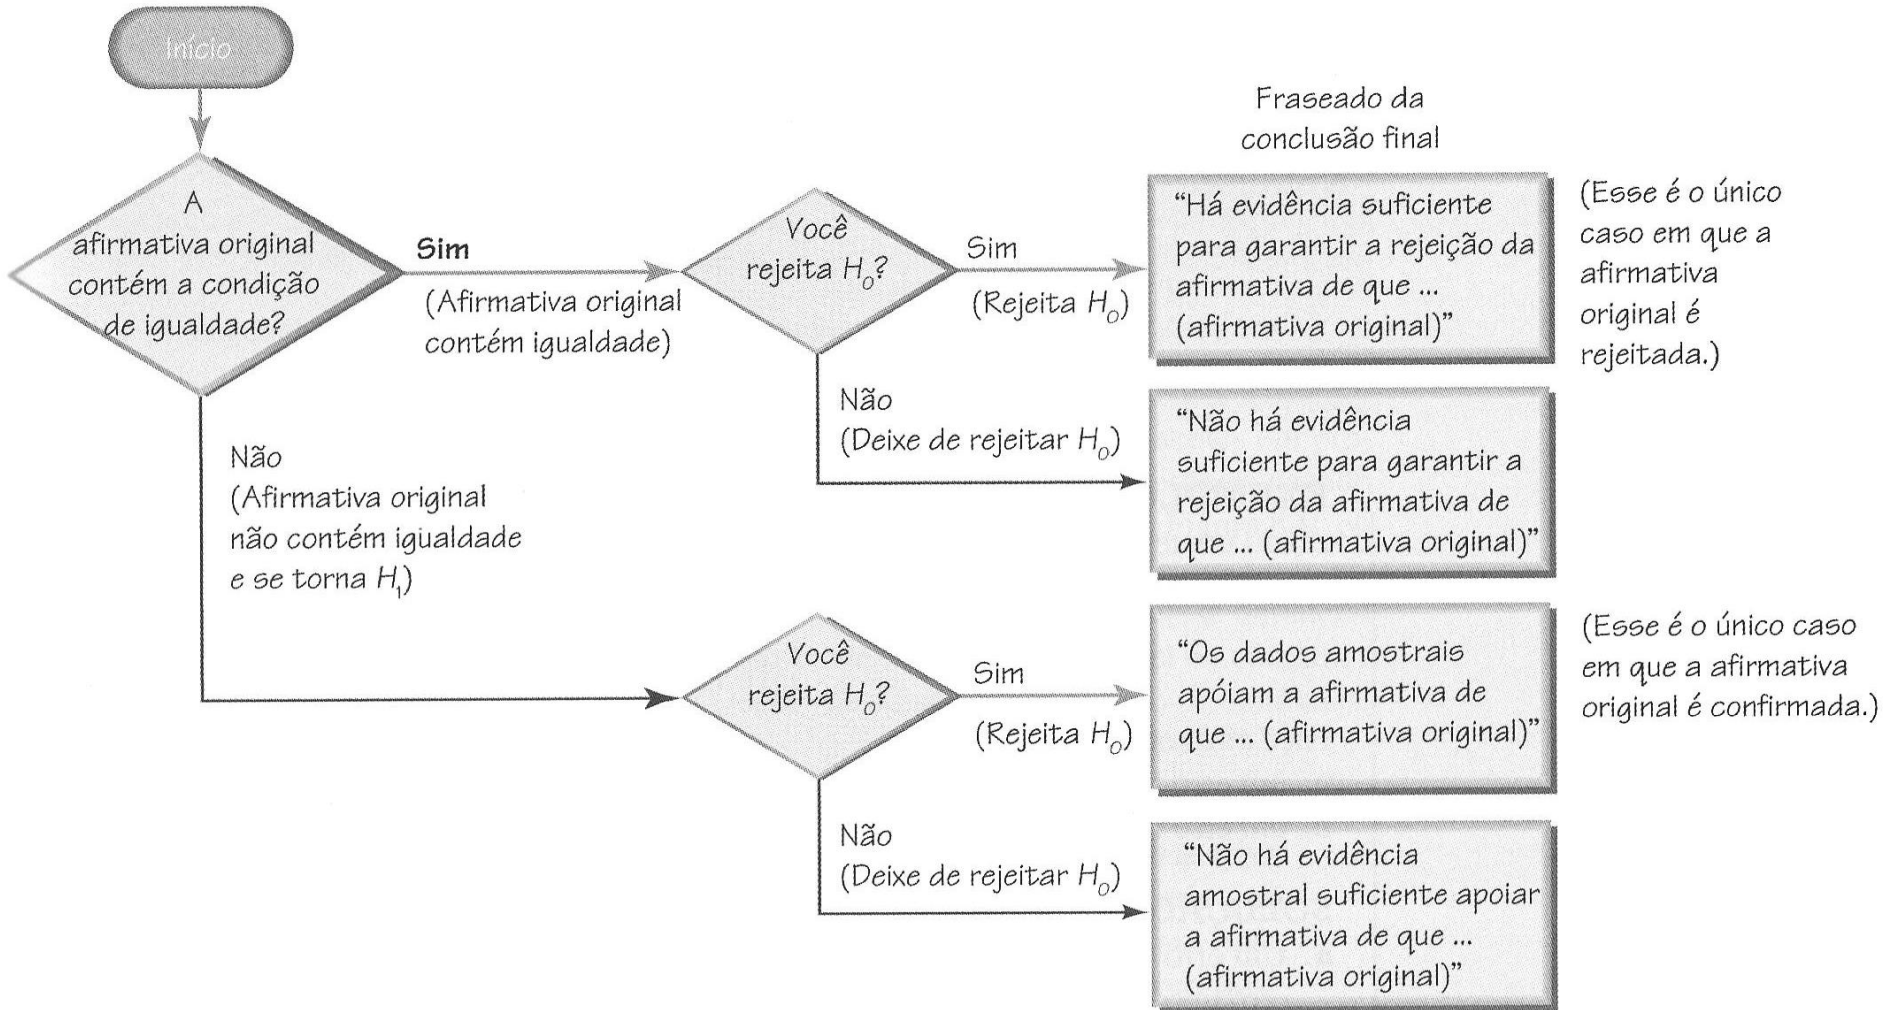 Início
A
afirmativa original
contém a condição
de igualdade?
Sim
(Afirmativa original
contém igualdade)
Você
rejeita H₀?
Sim
(Rejeita H₀)
Fraseado da
conclusão final
“Há evidência suficiente
para garantir a rejeição da
afirmativa de que ...
(afirmativa original)”
(Esse é o único
caso em que a
afirmativa
original é
rejeitada.)
Não
(Deixe de rejeitar H₀)
“Não há evidência
suficiente para garantir a
rejeição da afirmativa de
que ... (afirmativa original)”
Não
(Afirmativa original
não contém igualdade
e se torna H₁)
Você
rejeita H₀?
Sim
(Rejeita H₀)
“Os dados amostrais
apóiam a afirmativa de
que ... (afirmativa original)”
(Esse é o único caso
em que a afirmativa
original é confirmada.)
Não
(Deixe de rejeitar H₀)
“Não há evidência
amostral suficiente apoiar
a afirmativa de que ...
(afirmativa original)”